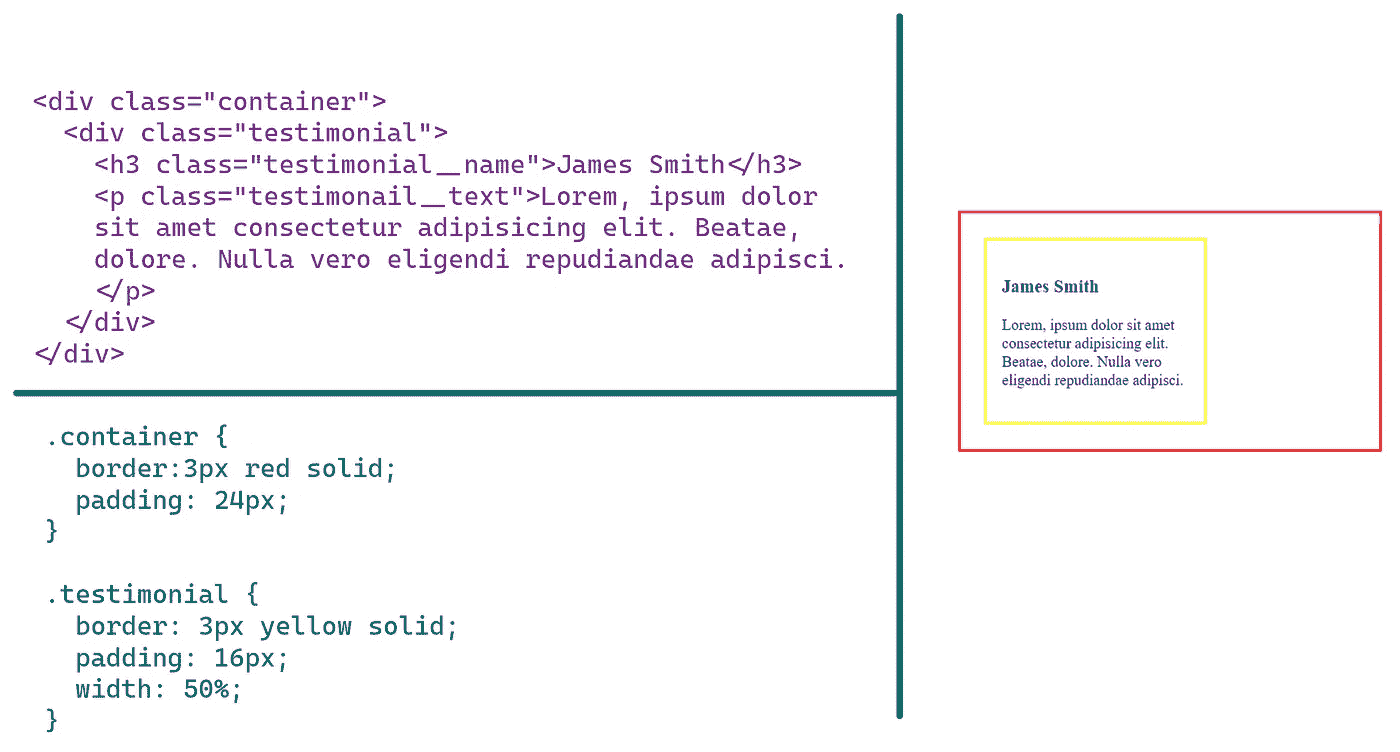 <div class="container">
  <div class="testimonial">
    <h3 class="testimonial__name">James Smith</h3>
    <p class="testimonail__text">Lorem, ipsum dolor
    sit amet consectetur adipisicing elit. Beatae,
    dolore. Nulla vero eligendi repudiandae adipisci.
    </p>
  </div>
</div>
.container {
  border:3px red solid;
  padding: 24px;
}
.testimonial {
  border: 3px yellow solid;
  padding: 16px;
  width: 50%;
}
James Smith
Lorem, ipsum dolor sit amet
consectetur adipisicing elit.
Beatae, dolore. Nulla vero
eligendi repudiandae adipisci.